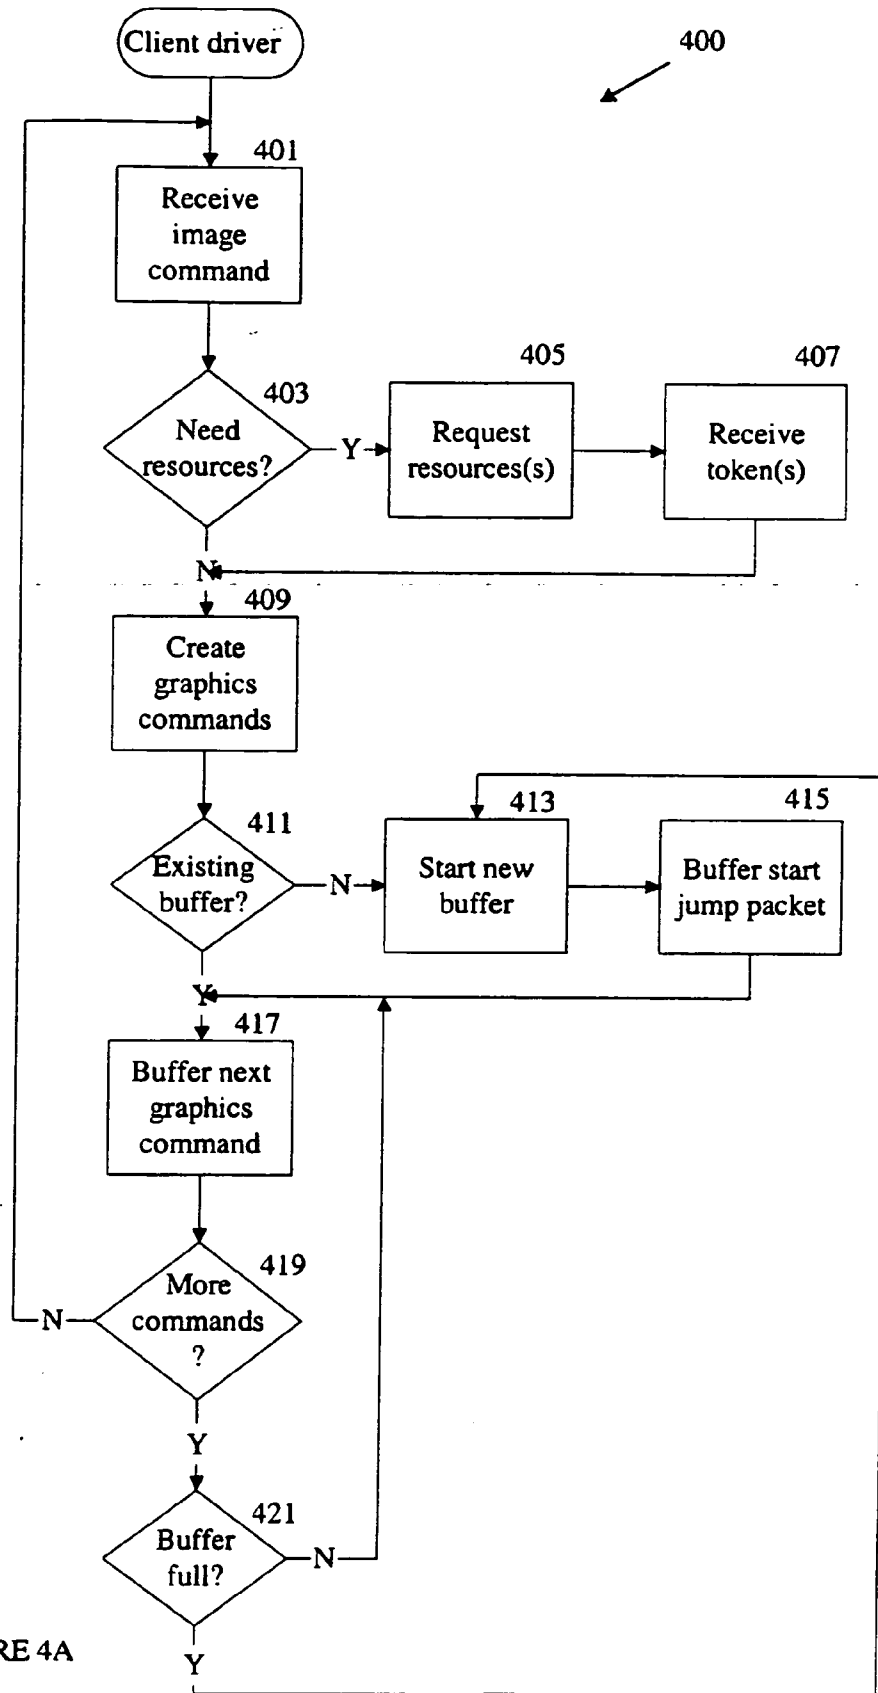 Client driver
400
401
Receive
image
command
403
Need
resources?
Y
405
Request
resources(s)
407
Receive
token(s)
N
409
Create
graphics
commands
411
Existing
buffer?
N
413
Start new
buffer
415
Buffer start
jump packet
Y
417
Buffer next
graphics
command
419
More
commands
?
N
Y
421
Buffer
full?
N
RE 4A
Y